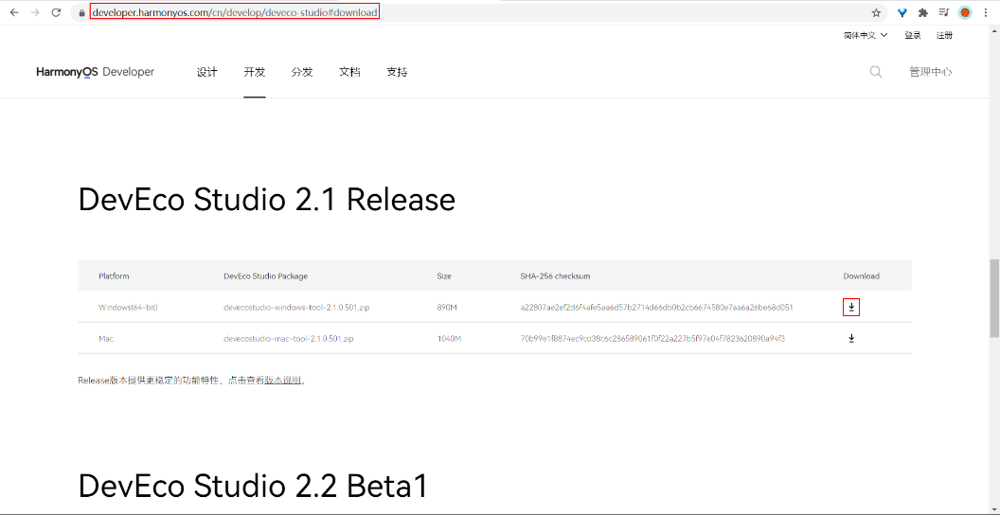 developer.harmonyos.com/cn/develop/deveco-studio#download
简体中文 登录 注册
HarmonyOS Developer 设计 开发 分发 文档 支持 管理中心
DevEco Studio 2.1 Release
Platform DevEco Studio Package Size SHA-256 checksum Download
Windows(64-bit) devecostudio-windows-tool-2.1.0.501.zip 890M a22807ae2ef2d6f4afe5aa6d57b2714d66db0b2cb6674580e7aa6a26be68d051
Mac devecostudio-mac-tool-2.1.0.501.zip 1040M 70b99e1f8874ec9cd38c6c286589061f0f22a227b5f97e04f7823620890a94f3
Release版本提供更稳定的功能特性，点击查看版本说明。
DevEco Studio 2.2 Beta1